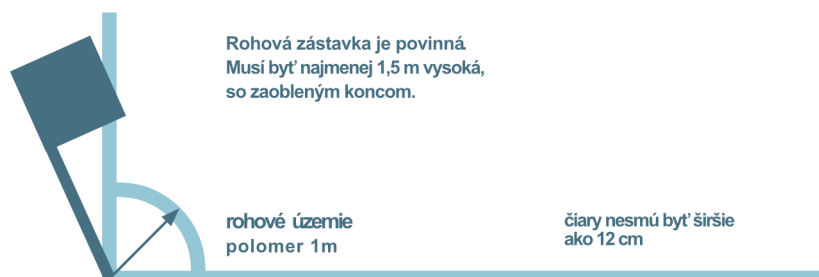 Rohová zástavka je povinná.
Musí byť najmenej 1,5 m vysoká,
so zaobleným koncom.
rohové územie
polomer 1m
čiary nesmú byť širšie
ako 12 cm